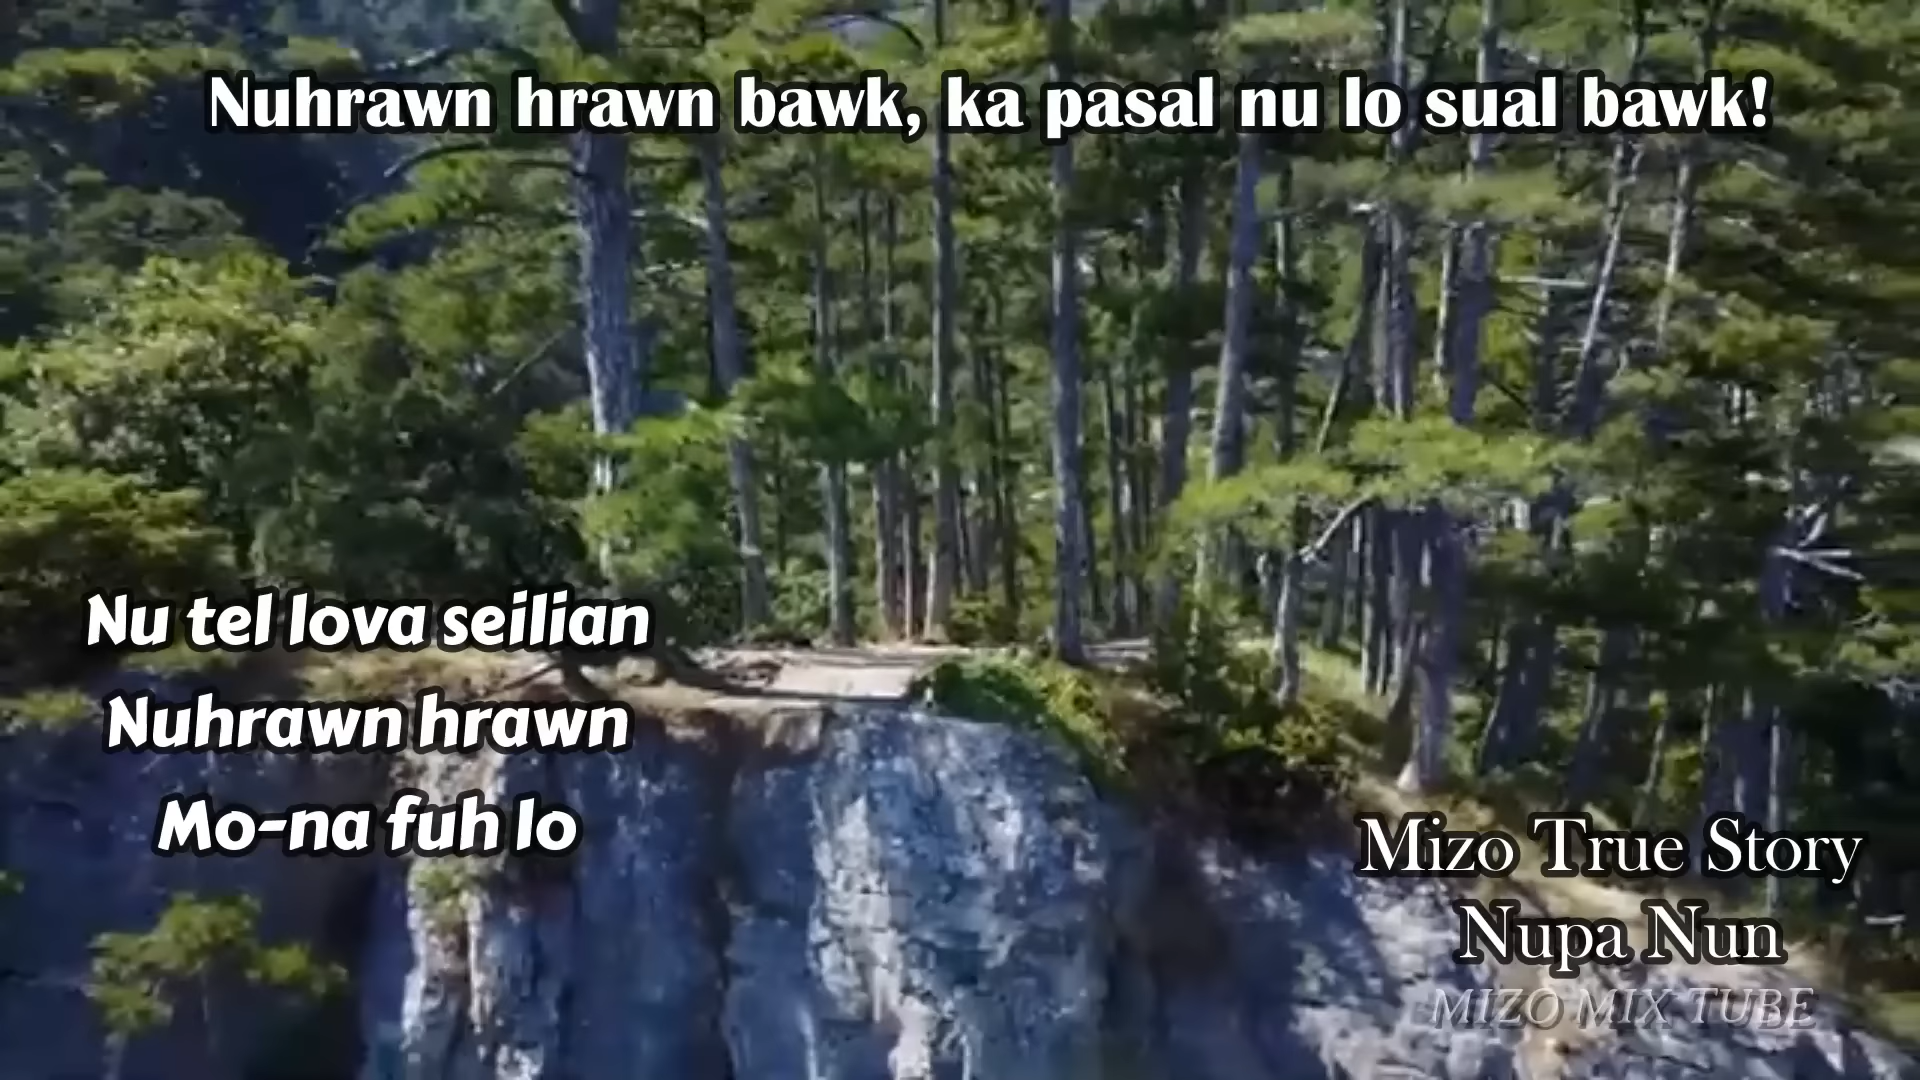 Nuhrawn hrawn bawk, ka pasal nu lo sual bawk!
Nu tel lova seilian
Nuhrawn hrawn
Mo-na fuh lo
Mizo True Story
Nupa Nun
MIZO MIX TUBE